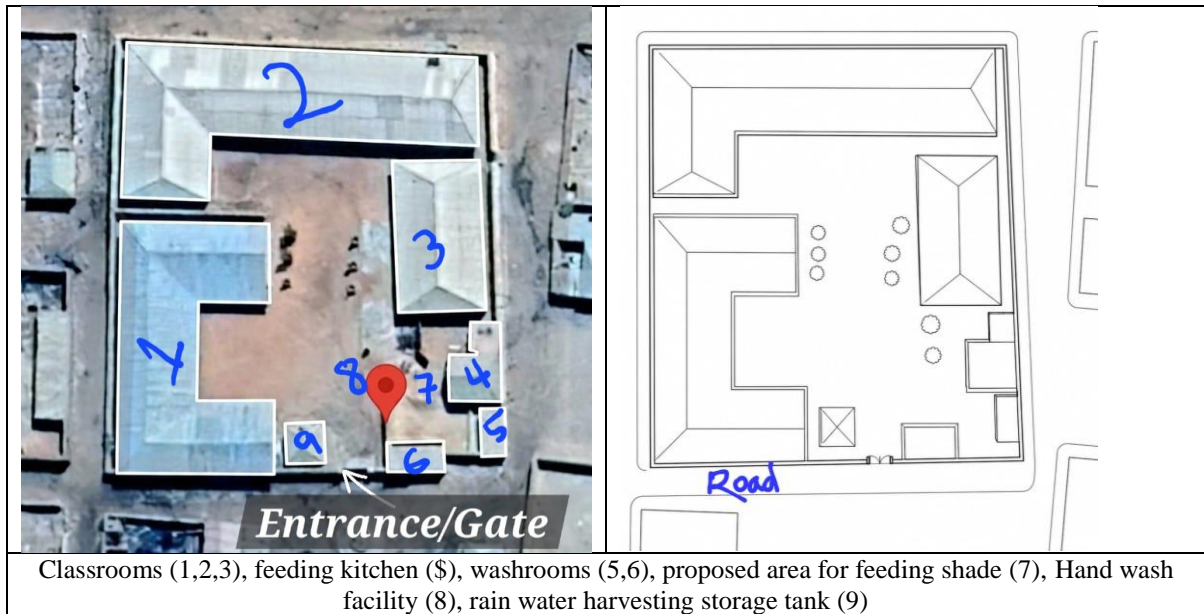 2
3
1
8
7
4
5
9
6
Entrance/Gate
Road
Classrooms (1,2,3), feeding kitchen ($), washrooms (5,6), proposed area for feeding shade (7), Hand wash
facility (8), rain water harvesting storage tank (9)